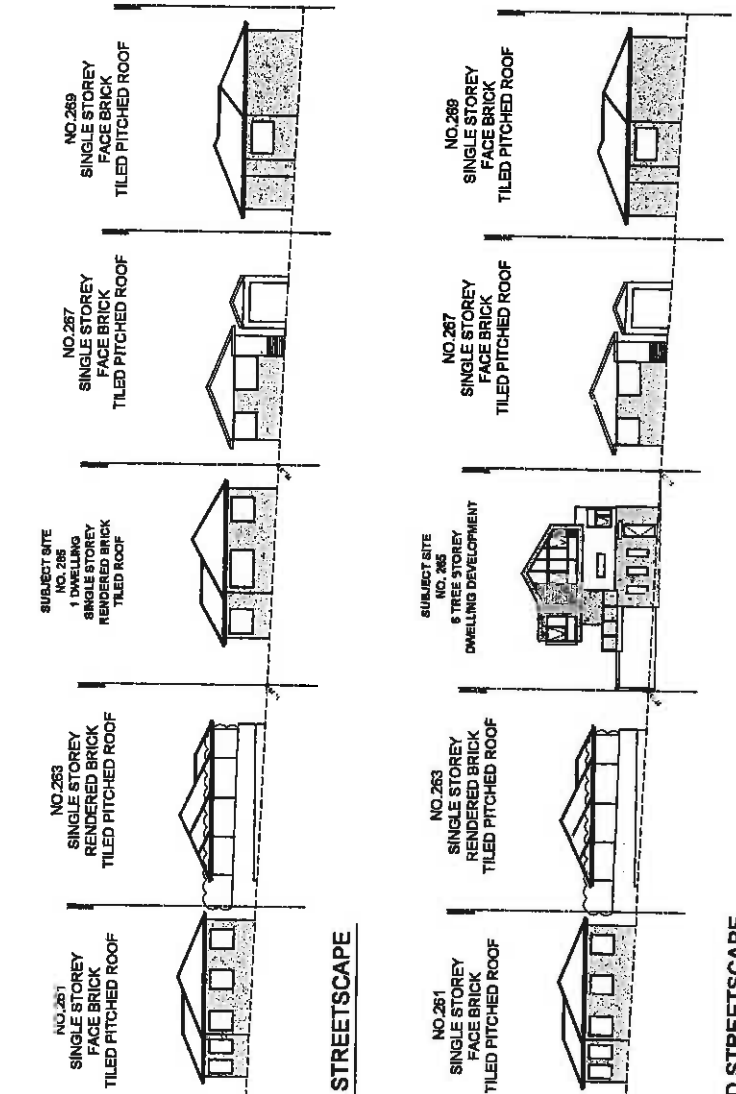 NO.261
SINGLE STOREY
FACE BRICK
TILED PITCHED ROOF
NO.263
SINGLE STOREY
RENDERED BRICK
TILED PITCHED ROOF
SUBJECT SITE
NO. 265
1 DWELLING
SINGLE STOREY
RENDERED BRICK
TILED ROOF
NO.267
SINGLE STOREY
FACE BRICK
TILED PITCHED ROOF
NO.269
SINGLE STOREY
FACE BRICK
TILED PITCHED ROOF
STREETSCAPE
NO.261
SINGLE STOREY
FACE BRICK
TILED PITCHED ROOF
NO.263
SINGLE STOREY
RENDERED BRICK
TILED PITCHED ROOF
SUBJECT SITE
NO. 265
6 TREE STOREY
DWELLING DEVELOPMENT
NO.267
SINGLE STOREY
FACE BRICK
TILED PITCHED ROOF
NO.269
SINGLE STOREY
FACE BRICK
TILED PITCHED ROOF
D STREETSCAPE